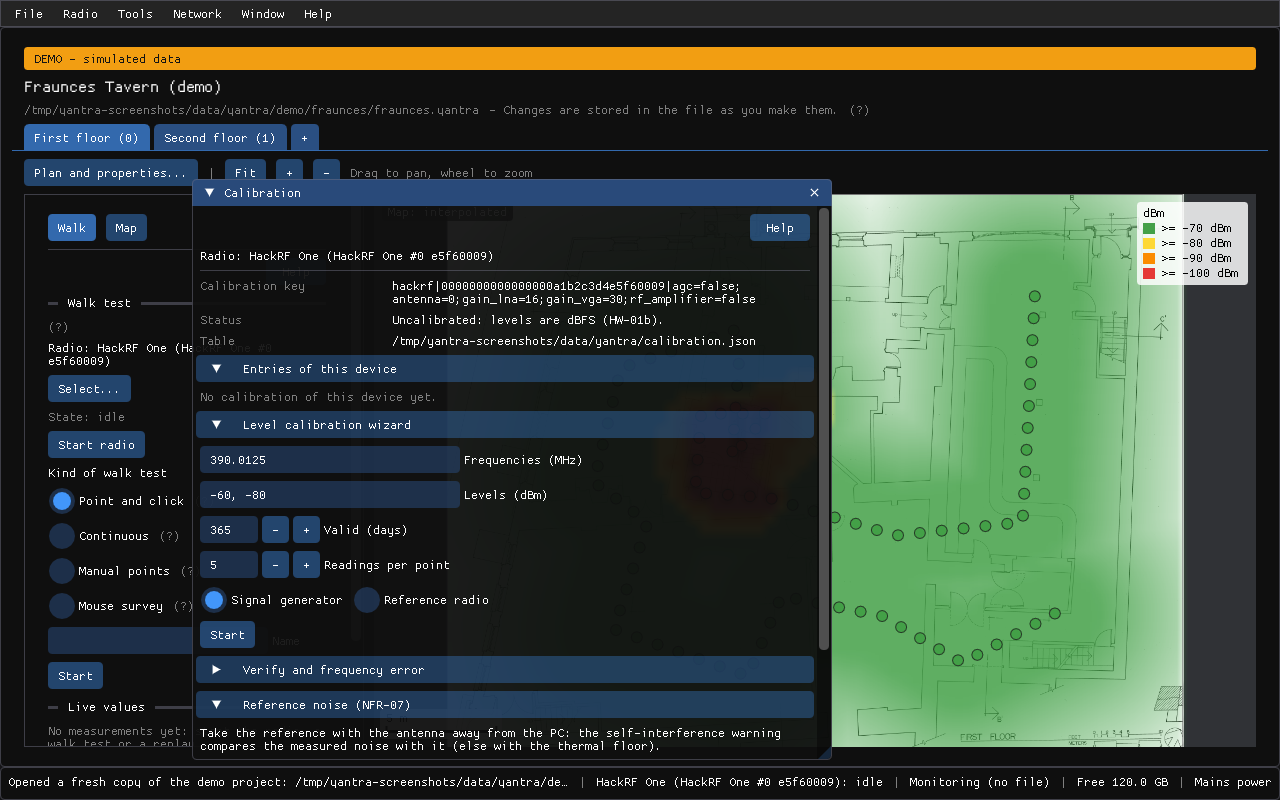 File Radio Tools Network Window Help
DEMO - simulated data
Fraunces Tavern (demo)
/tmp/yantra-screenshots/data/yantra/demo/fraunces/fraunces.yantra - Changes are stored in the file as you make them. (?)
First floor (0) Second floor (1) +
Plan and properties... | Fit + - Drag to pan, wheel to zoom
Calibration
Map: interpolated
Walk Map
Help
Radio: HackRF One (HackRF One #0 e5f60009)
Calibration key
hackrf|0000000000000000a1b2c3d4e5f60009|agc=false;
antenna=0;gain_lna=16;gain_vga=30;rf_amplifier=false
Status Uncalibrated: levels are dBFS (HW-01b).
Table /tmp/yantra-screenshots/data/yantra/calibration.json
Entries of this device
No calibration of this device yet.
Level calibration wizard
390.0125 Frequencies (MHz)
-60, -80 Levels (dBm)
365 - + Valid (days)
5 - + Readings per point
Signal generator Reference radio
Start
Verify and frequency error
Reference noise (NFR-07)
Take the reference with the antenna away from the PC: the self-interference warning
compares the measured noise with it (else with the thermal floor).
Walk test
(?)
Radio: HackRF One (Ha One #0
e5f60009)
Select...
State: idle
Start radio
Kind of walk test
Point and click
Continuous (?)
Manual points (?
Mouse survey (?)
Name
Start
Live values
No measurements yet:
walk test or a repla
dBm
>= -70 dBm
>= -80 dBm
>= -90 dBm
>= -100 dBm
FIRST FLOOR
Opened a fresh copy of the demo project: /tmp/yantra-screenshots/data/yantra/de… | HackRF One (HackRF One #0 e5f60009): idle | Monitoring (no file) | Free 120.0 GB | Mains power